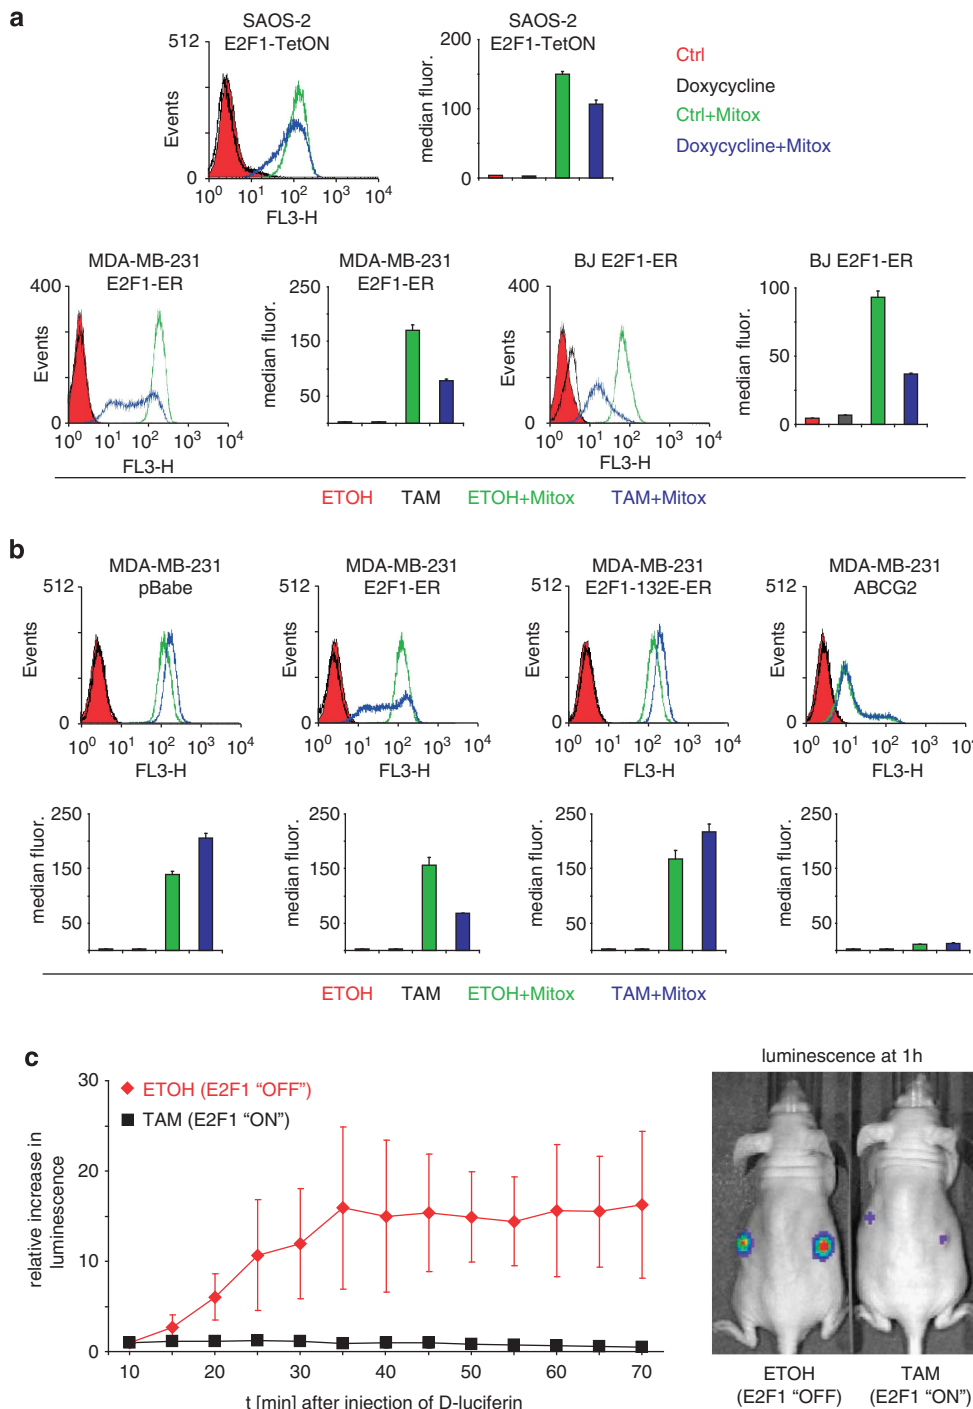 a
SAOS-2
E2F1-TetON
512
Events
0
10⁰ 10¹ 10² 10³ 10⁴
FL3-H
SAOS-2
E2F1-TetON
200
100
0
median fluor.
Ctrl
Doxycycline
Ctrl+Mitox
Doxycycline+Mitox
MDA-MB-231
E2F1-ER
400
Events
0
10⁰ 10¹ 10² 10³ 10⁴
FL3-H
MDA-MB-231
E2F1-ER
250
150
50
median fluor.
BJ E2F1-ER
400
Events
0
10⁰ 10¹ 10² 10³ 10⁴
FL3-H
BJ E2F1-ER
100
50
0
median fluor.
ETOH TAM ETOH+Mitox TAM+Mitox
b
MDA-MB-231
pBabe
512
Events
0
10⁰ 10¹ 10² 10³ 10⁴
FL3-H
MDA-MB-231
E2F1-ER
512
Events
0
10⁰ 10¹ 10² 10³ 10⁴
FL3-H
MDA-MB-231
E2F1-132E-ER
512
Events
0
10⁰ 10¹ 10² 10³ 10⁴
FL3-H
MDA-MB-231
ABCG2
512
Events
0
10⁰ 10¹ 10² 10³ 10⁴
FL3-H
250
150
50
median fluor.
250
150
50
median fluor.
250
150
50
median fluor.
250
150
50
median fluor.
ETOH TAM ETOH+Mitox TAM+Mitox
c
30
20
10
0
relative increase in
luminescence
ETOH (E2F1 “OFF”)
TAM (E2F1 “ON”)
10 20 30 40 50 60 70
t [min] after injection of D-luciferin
luminescence at 1h
ETOH
(E2F1 “OFF)
TAM
(E2F1 “ON”)